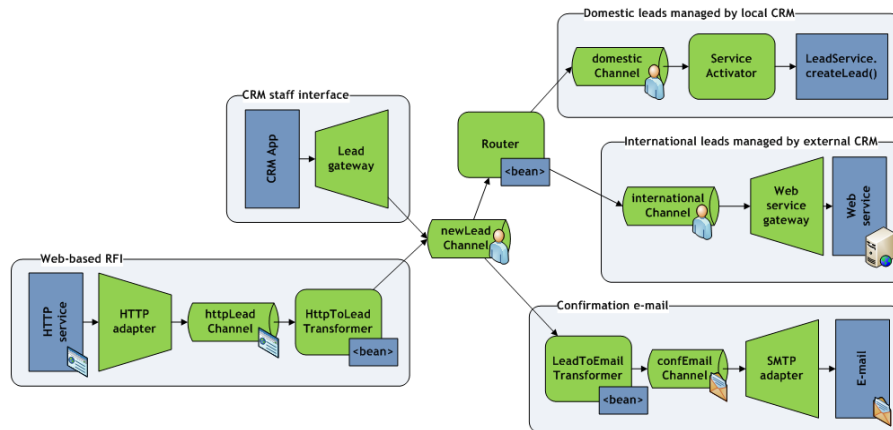 Domestic leads managed by local CRM
domestic
Channel
Service
Activator
LeadService.
createLead()
CRM staff interface
CRM App
Lead
gateway
Router
<bean>
International leads managed by external CRM
international
Channel
Web
service
gateway
Web
service
newLead
Channel
Web-based RFI
HTTP
service
HTTP
adapter
httpLead
Channel
HttpToLead
Transformer
<bean>
Confirmation e-mail
LeadToEmail
Transformer
<bean>
confEmail
Channel
SMTP
adapter
E-mail